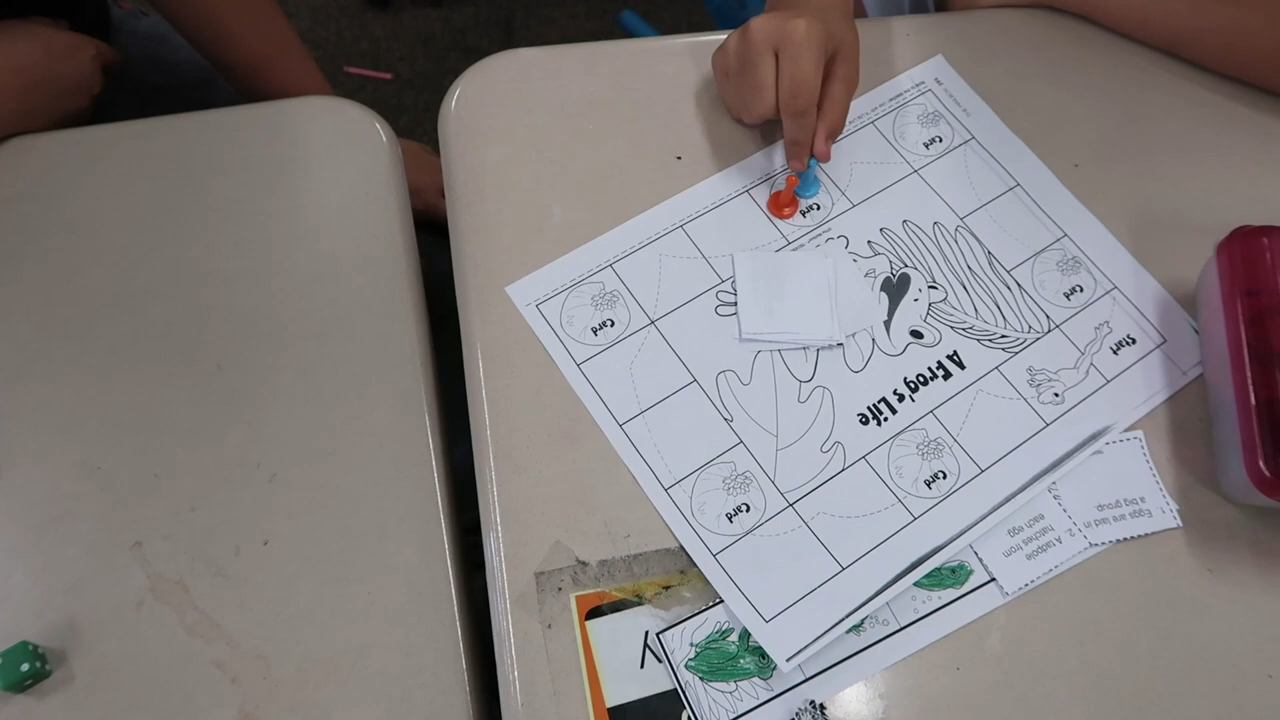 A Frog's Life
Start
Card
Card
Card
Card
Card
Card
1. Eggs are laid in
a big group.
2. A tadpole
hatches from
each egg.